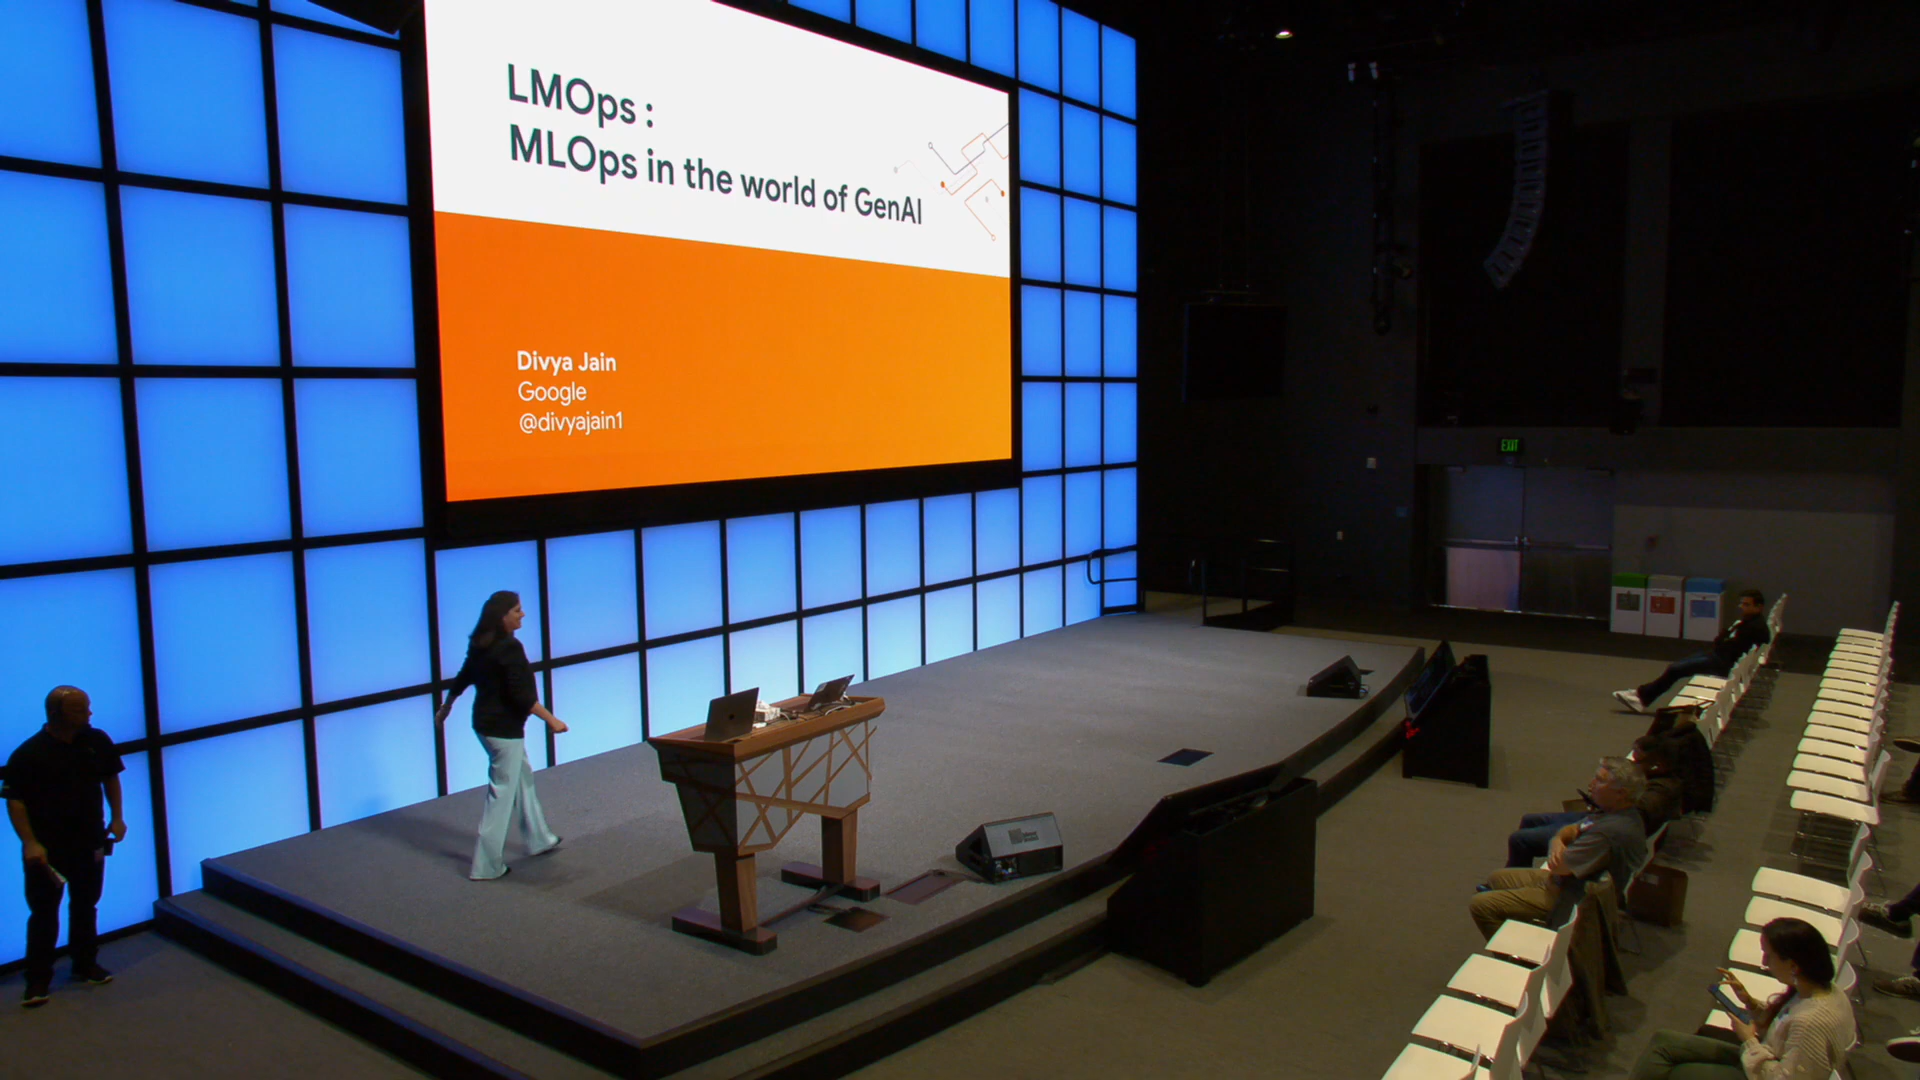 LMOps :
MLOps in the world of GenAI
Divya Jain
Google
@divyajain1
EXIT